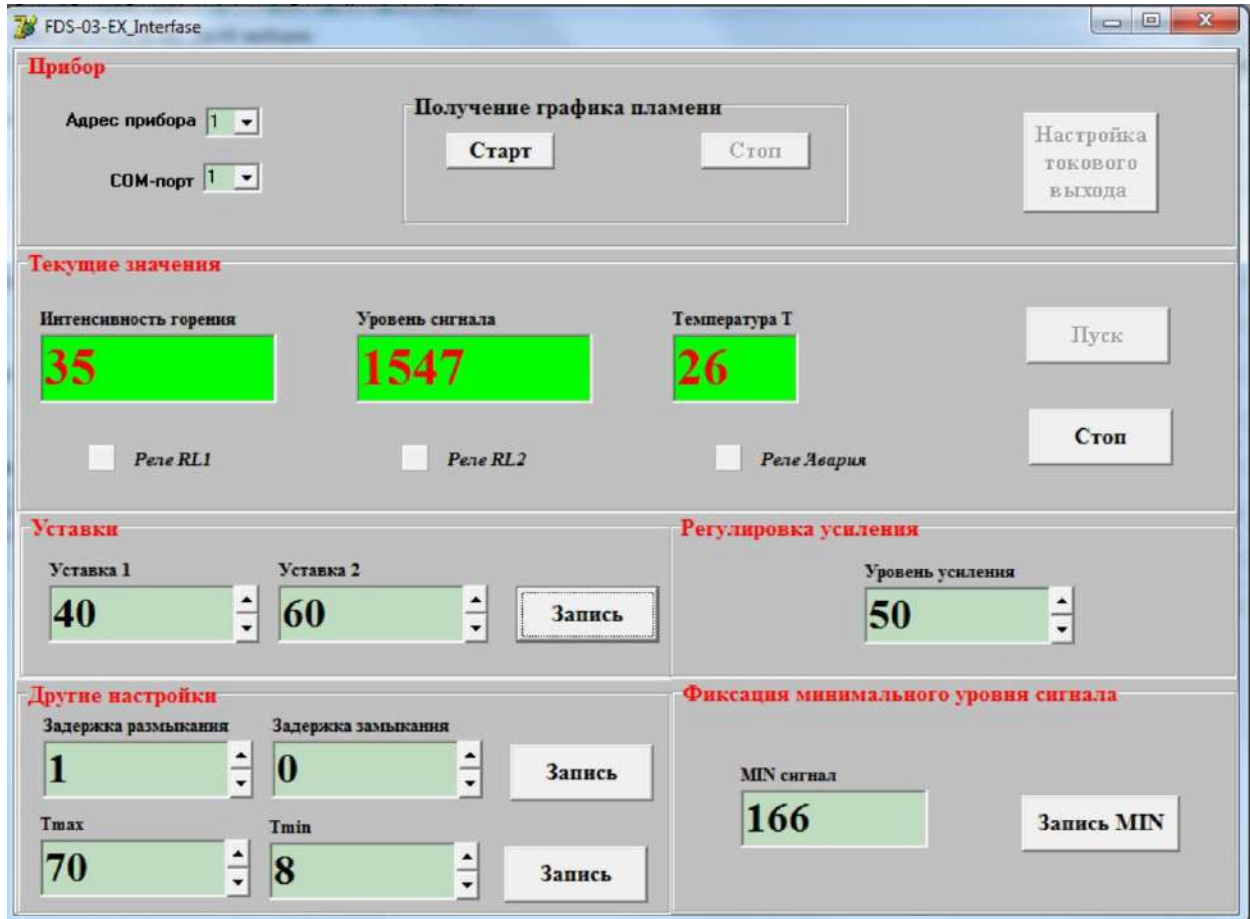 FDS-03-EX_Interfase
Прибор
Адрес прибора 1
COM-порт 1
Получение графика пламени
Старт Стоп
Настройка
токового
выхода
Текущие значения
Интенсивность горения Уровень сигнала Температура T
35 1547 26
Пуск
Реле RL1 Реле RL2 Реле Авария
Стоп
Уставки
Уставка 1 Уставка 2
40 60 Запись
Регулировка усиления
Уровень усиления
50
Другие настройки
Задержка размыкания Задержка замыкания
1 0 Запись
Tmax Tmin
70 8 Запись
Фиксация минимального уровня сигнала
MIN сигнал
166 Запись MIN